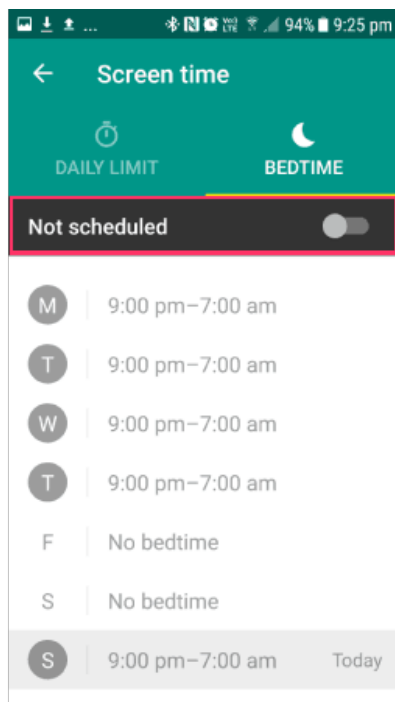 ... Vo) LTE 94% 9:25 pm
Screen time
DAILY LIMIT BEDTIME
Not scheduled
M 9:00 pm–7:00 am
T 9:00 pm–7:00 am
W 9:00 pm–7:00 am
T 9:00 pm–7:00 am
F No bedtime
S No bedtime
S 9:00 pm–7:00 am Today